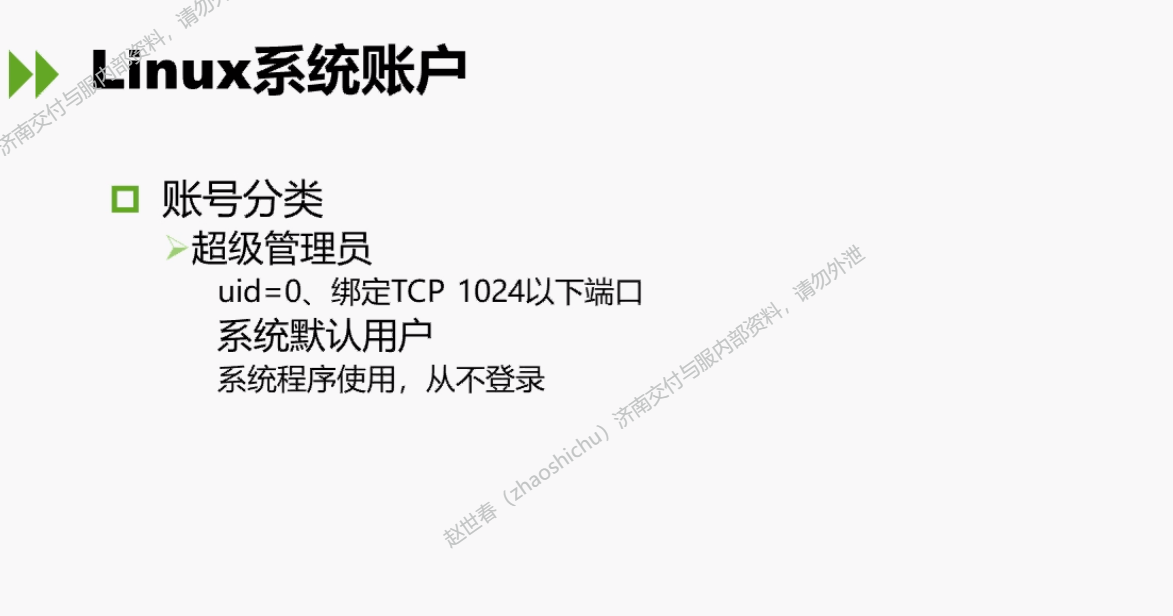 Linux系统账户
账号分类
超级管理员
uid=0、绑定TCP 1024以下端口
系统默认用户
系统程序使用，从不登录
济南交付与服内部资料，请勿外
赵世春（zhaoshichu）济南交付与服内部资料，请勿外泄